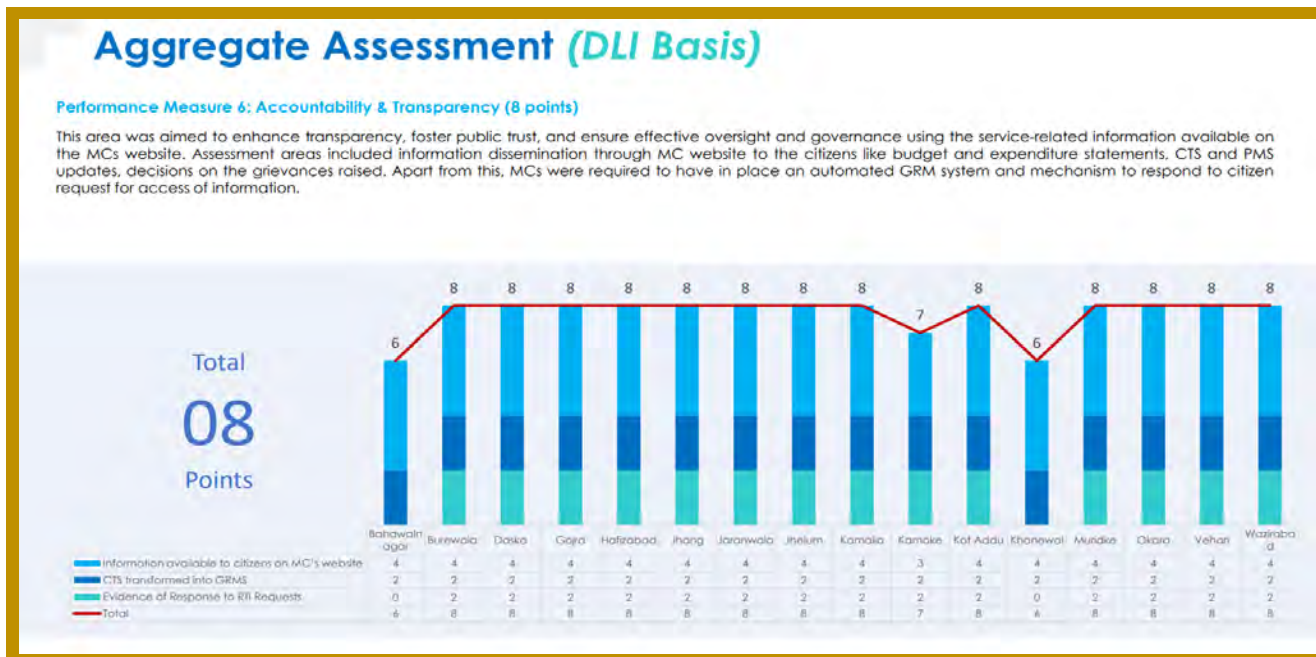 Aggregate Assessment (DLI Basis)
Performance Measure 6: Accountability & Transparency (8 points)
This area was aimed to enhance transparency, foster public trust, and ensure effective oversight and governance using the service-related information available on
the MCs website. Assessment areas included information dissemination through MC website to the citizens like budget and expenditure statements, CTS and PMS
updates, decisions on the grievances raised. Apart from this, MCs were required to have in place an automated GRM system and mechanism to respond to citizen
request for access of information.
Total
08
Points
6 8 8 8 8 8 8 8 8 7 8 6 8 8 8 8
Bahawaln
agar Burewala Daska Gojra Hafizabad Jhang Jaranwala Jhelum Kamalia Kamoke Kot Addu Khanewal Muridke Okara Vehari Waziraba
d
Information available to citizens on MC's website 4 4 4 4 4 4 4 4 4 3 4 4 4 4 4 4
CTS transformed into GRMS 2 2 2 2 2 2 2 2 2 2 2 2 2 2 2 2
Evidence of Response to RTI Requests 0 2 2 2 2 2 2 2 2 2 2 0 2 2 2 2
Total 6 8 8 8 8 8 8 8 8 7 8 6 8 8 8 8